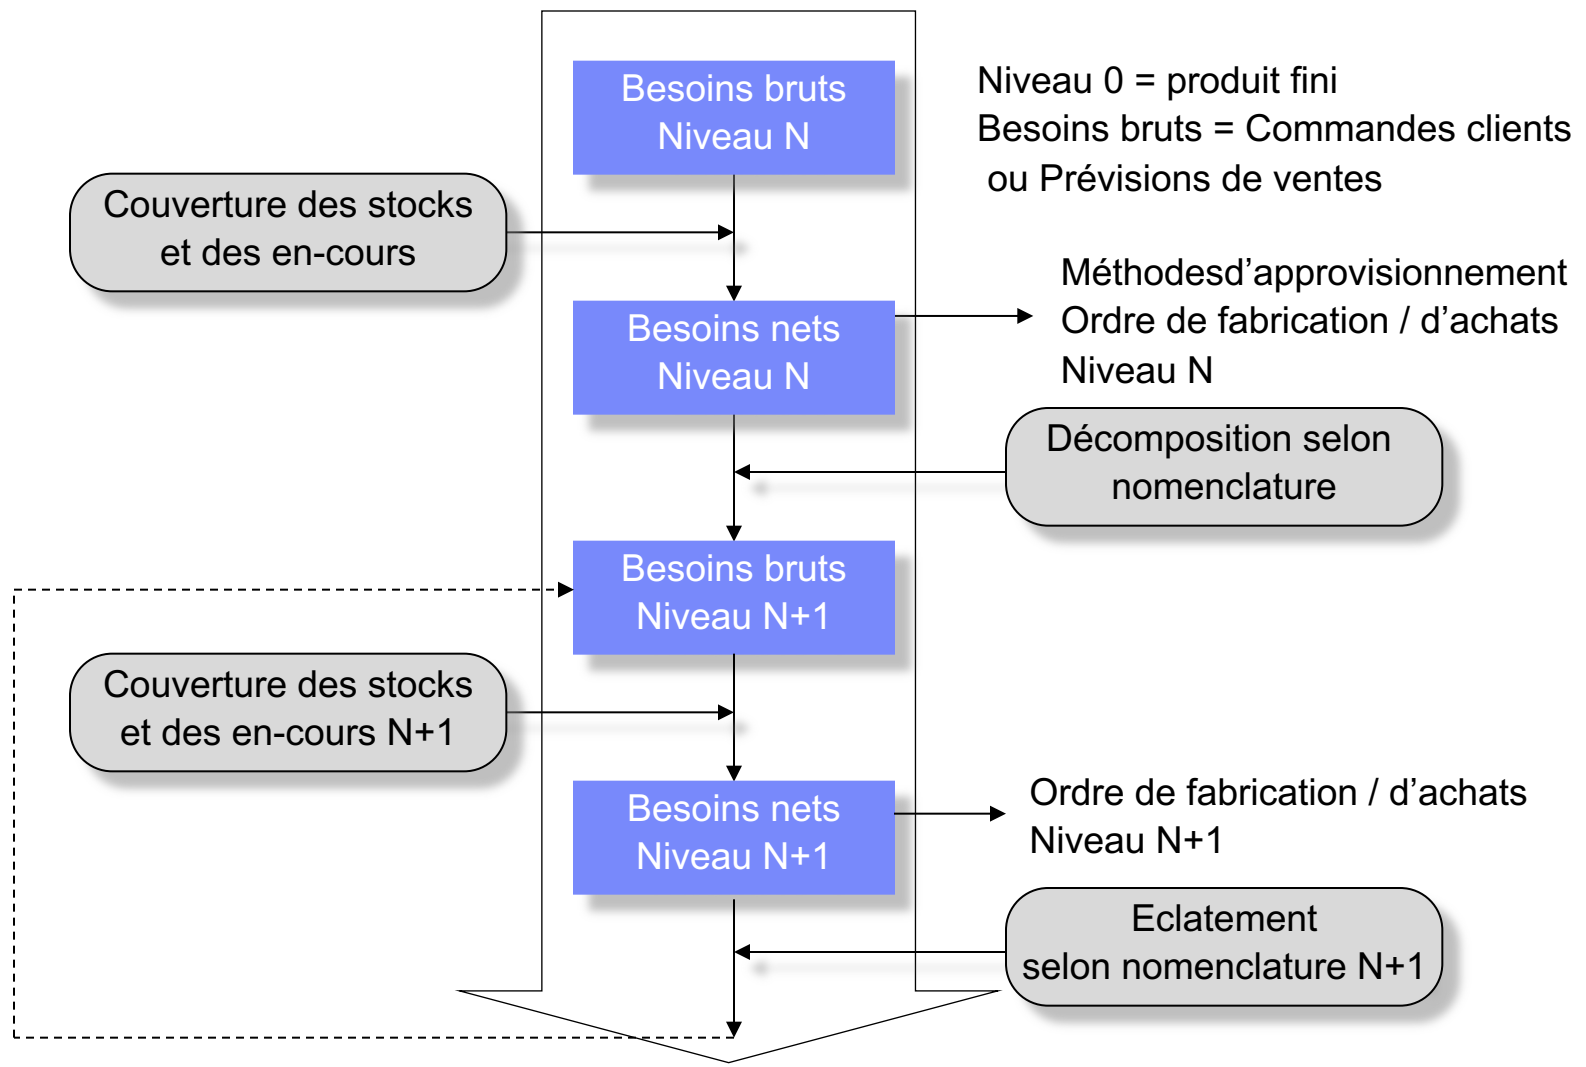 Besoins bruts
Niveau N
Niveau 0 = produit fini
Besoins bruts = Commandes clients
ou Prévisions de ventes
Couverture des stocks
et des en-cours
Besoins nets
Niveau N
Méthodesd’approvisionnement
Ordre de fabrication / d’achats
Niveau N
Décomposition selon
nomenclature
Besoins bruts
Niveau N+1
Couverture des stocks
et des en-cours N+1
Besoins nets
Niveau N+1
Ordre de fabrication / d’achats
Niveau N+1
Eclatement
selon nomenclature N+1